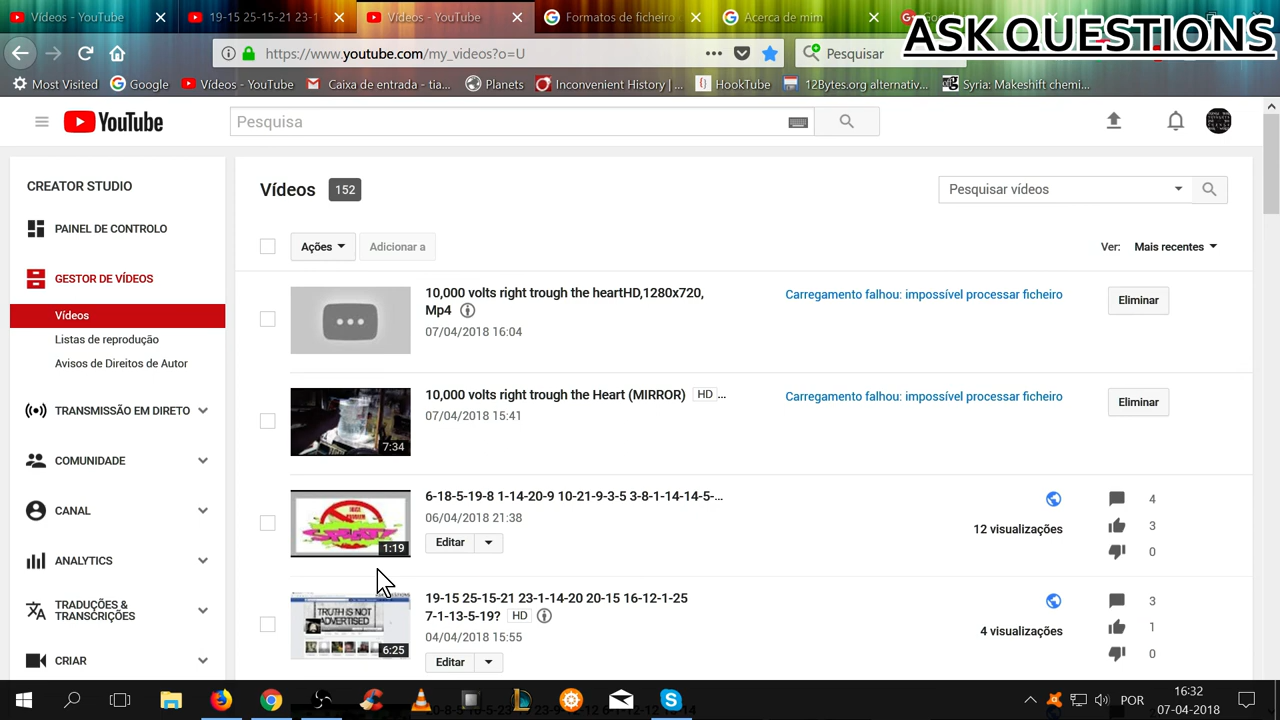 Vídeos - YouTube
19-15 25-15-21 23-1
Vídeos - YouTube
Formatos de ficheiro
Acerca de mim
ASK QUESTIONS
https://www.youtube.com/my_videos?o=U
Pesquisar
Most Visited
Google
Vídeos - YouTube
Caixa de entrada - tia...
Planets
Inconvenient History | ...
HookTube
12Bytes.org alternativ...
Syria: Makeshift chemi...
YouTube
Pesquisa
CREATOR STUDIO
PAINEL DE CONTROLO
GESTOR DE VÍDEOS
Vídeos
Listas de reprodução
Avisos de Direitos de Autor
TRANSMISSÃO EM DIRETO
COMUNIDADE
CANAL
ANALYTICS
TRADUÇÕES &
TRANSCRIÇÕES
CRIAR
Vídeos 152
Pesquisar vídeos
Ações
Adicionar a
Ver: Mais recentes
10,000 volts right trough the heartHD,1280x720,
Mp4
07/04/2018 16:04
Carregamento falhou: impossível processar ficheiro
Eliminar
10,000 volts right trough the Heart (MIRROR) HD ...
07/04/2018 15:41
7:34
Carregamento falhou: impossível processar ficheiro
Eliminar
6-18-5-19-8 1-14-20-9 10-21-9-3-5 3-8-1-14-14-5-...
06/04/2018 21:38
1:19
Editar
12 visualizações
4
3
0
19-15 25-15-21 23-1-14-20 20-15 16-12-1-25
7-1-13-5-19? HD
04/04/2018 15:55
TRUTH IS NOT
ADVERTISED
6:25
Editar
4 visualizações
3
1
0
POR
16:32
07-04-2018